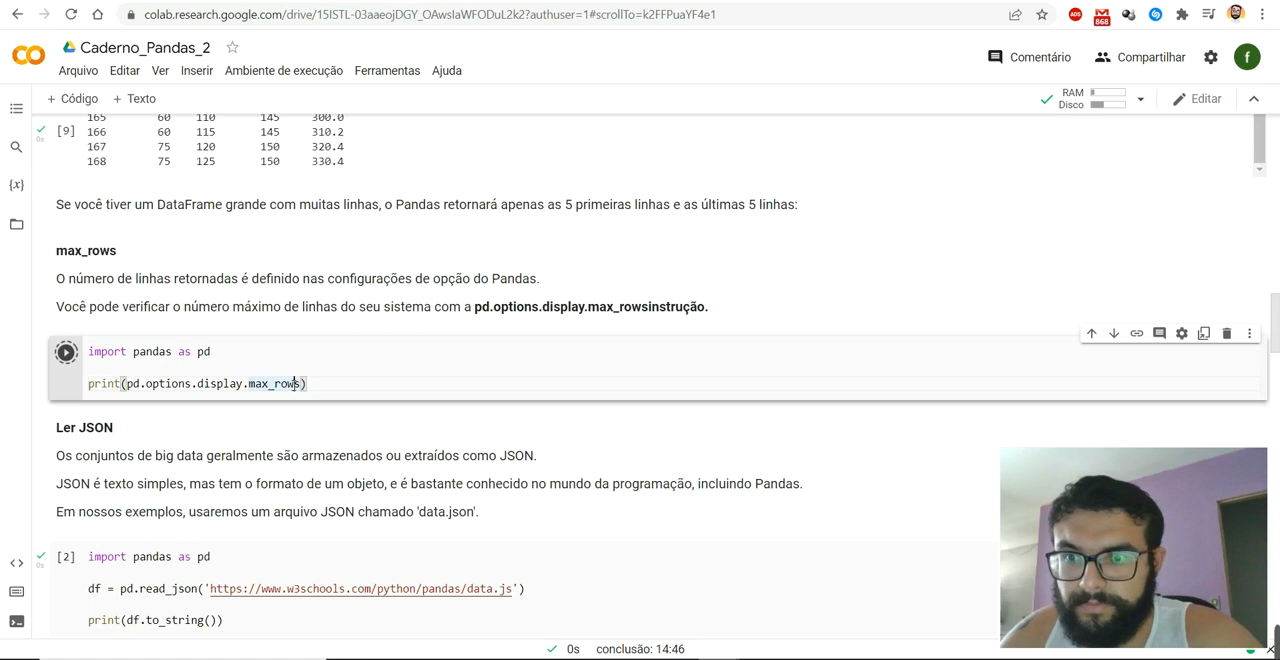 colab.research.google.com/drive/15ISTL-03aaeojDGY_OAwsIaWFODuL2k2?authuser=1#scrollTo=k2FFPuaYF4e1
ADS
868
Caderno_Pandas_2
Arquivo Editar Ver Inserir Ambiente de execução Ferramentas Ajuda
Comentário Compartilhar f
+ Código + Texto
RAM
Disco
Editar
165 60 110 145 300.0
[9] 166 60 115 145 310.2
0s
167 75 120 150 320.4
168 75 125 150 330.4
{x}
Se você tiver um DataFrame grande com muitas linhas, o Pandas retornará apenas as 5 primeiras linhas e as últimas 5 linhas:
max_rows
O número de linhas retornadas é definido nas configurações de opção do Pandas.
Você pode verificar o número máximo de linhas do seu sistema com a pd.options.display.max_rowsinstrução.
import pandas as pd
print(pd.options.display.max_rows)
Ler JSON
Os conjuntos de big data geralmente são armazenados ou extraídos como JSON.
JSON é texto simples, mas tem o formato de um objeto, e é bastante conhecido no mundo da programação, incluindo Pandas.
Em nossos exemplos, usaremos um arquivo JSON chamado 'data.json'.
[2] import pandas as pd
0s
df = pd.read_json('https://www.w3schools.com/python/pandas/data.js')
print(df.to_string())
0s conclusão: 14:46